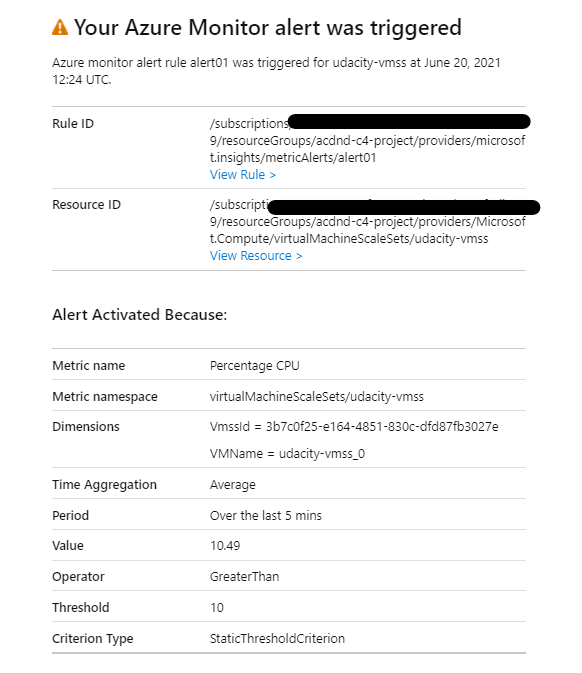 Your Azure Monitor alert was triggered
Azure monitor alert rule alert01 was triggered for udacity-vmss at June 20, 2021
12:24 UTC.
Rule ID
/subscriptions
9/resourceGroups/acdnd-c4-project/providers/microsof
t.insights/metricAlerts/alert01
View Rule >
Resource ID
/subscripti
9/resourceGroups/acdnd-c4-project/providers/Microsof
t.Compute/virtualMachineScaleSets/udacity-vmss
View Resource >
Alert Activated Because:
Metric name Percentage CPU
Metric namespace virtualMachineScaleSets/udacity-vmss
Dimensions VmssId = 3b7c0f25-e164-4851-830c-dfd87fb3027e
VMName = udacity-vmss_0
Time Aggregation Average
Period Over the last 5 mins
Value 10.49
Operator GreaterThan
Threshold 10
Criterion Type StaticThresholdCriterion